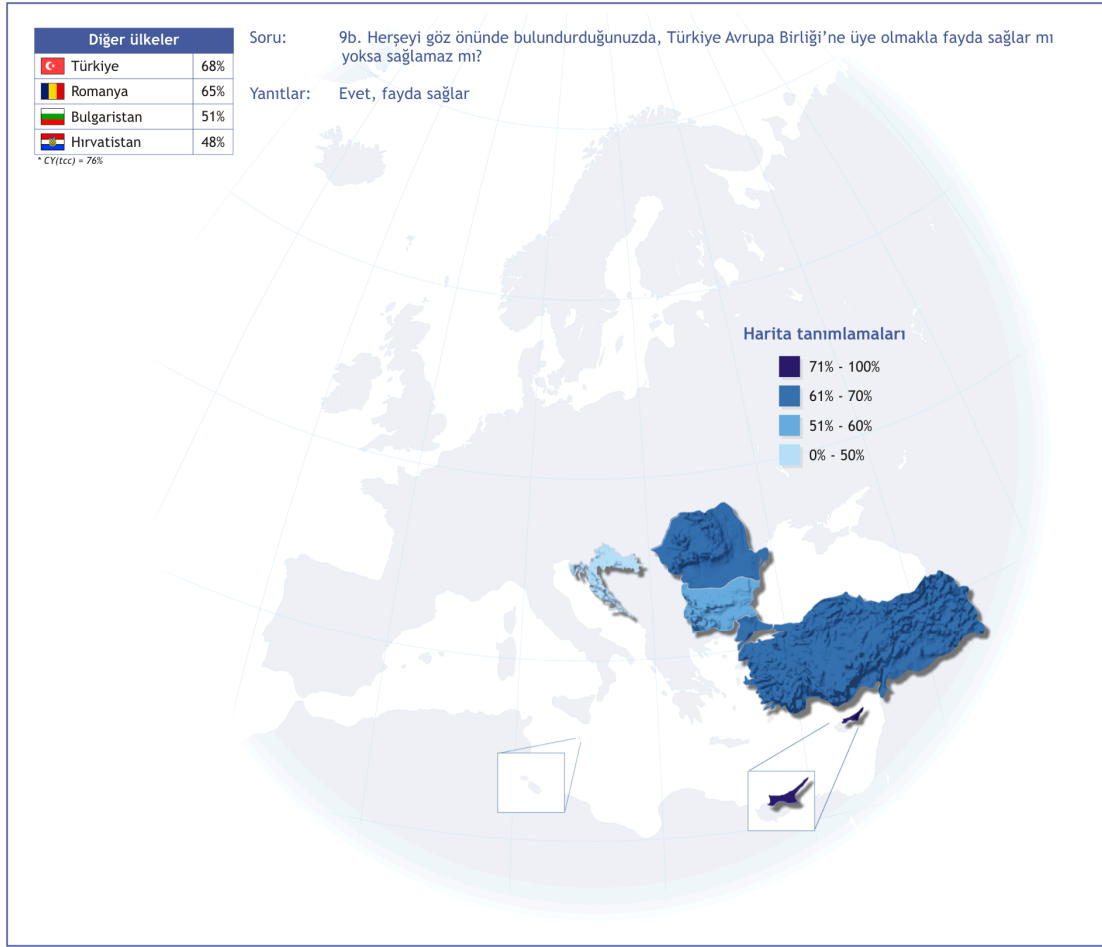 Diğer ülkeler
Türkiye 68%
Romanya 65%
Bulgaristan 51%
Hırvatistan 48%
* CY(tcc) = 76%
Soru: 9b. Herşeyi göz önünde bulundurduğunuzda, Türkiye Avrupa Birliği’ne üye olmakla fayda sağlar mı
yoksa sağlamaz mı?
Yanıtlar: Evet, fayda sağlar
Harita tanımlamaları
71% - 100%
61% - 70%
51% - 60%
0% - 50%